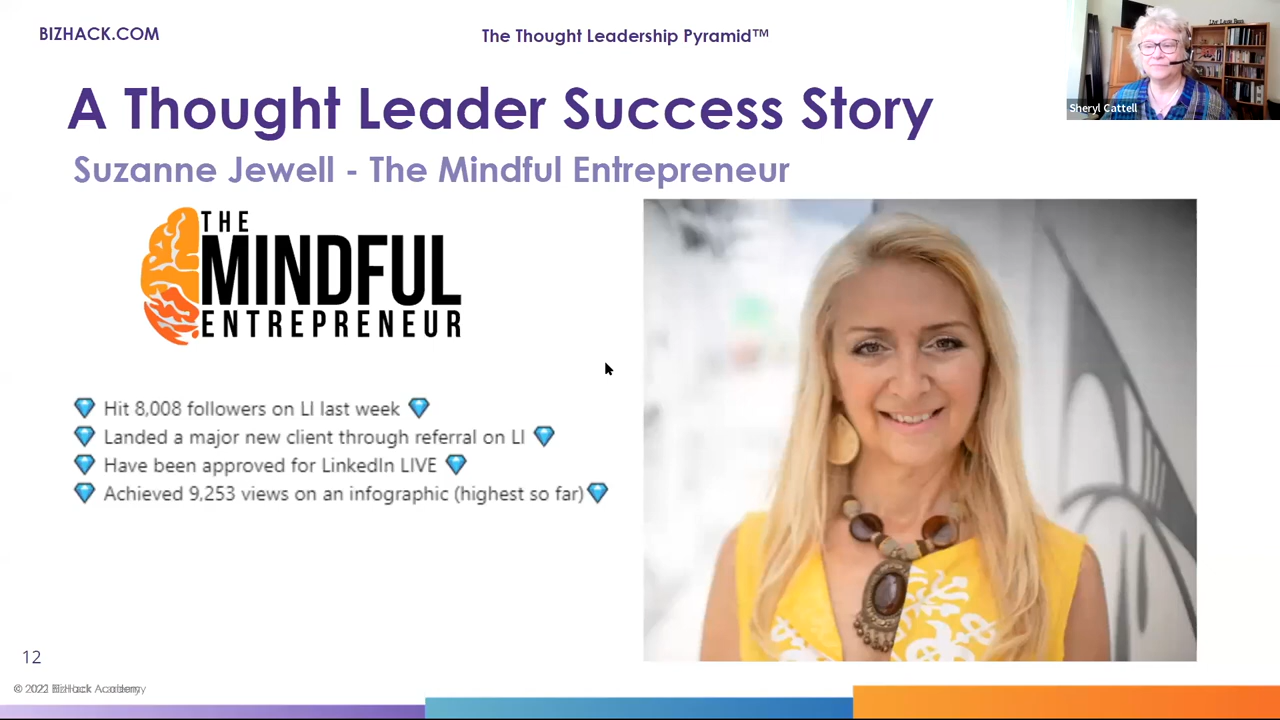 BIZHACK.COM
The Thought Leadership Pyramid™
Sheryl Cattell
A Thought Leader Success Story
Suzanne Jewell - The Mindful Entrepreneur
THE
MINDFUL
ENTREPRENEUR
Hit 8,008 followers on LI last week
Landed a major new client through referral on LI
Have been approved for LinkedIn LIVE
Achieved 9,253 views on an infographic (highest so far)
12
BizHack Academy